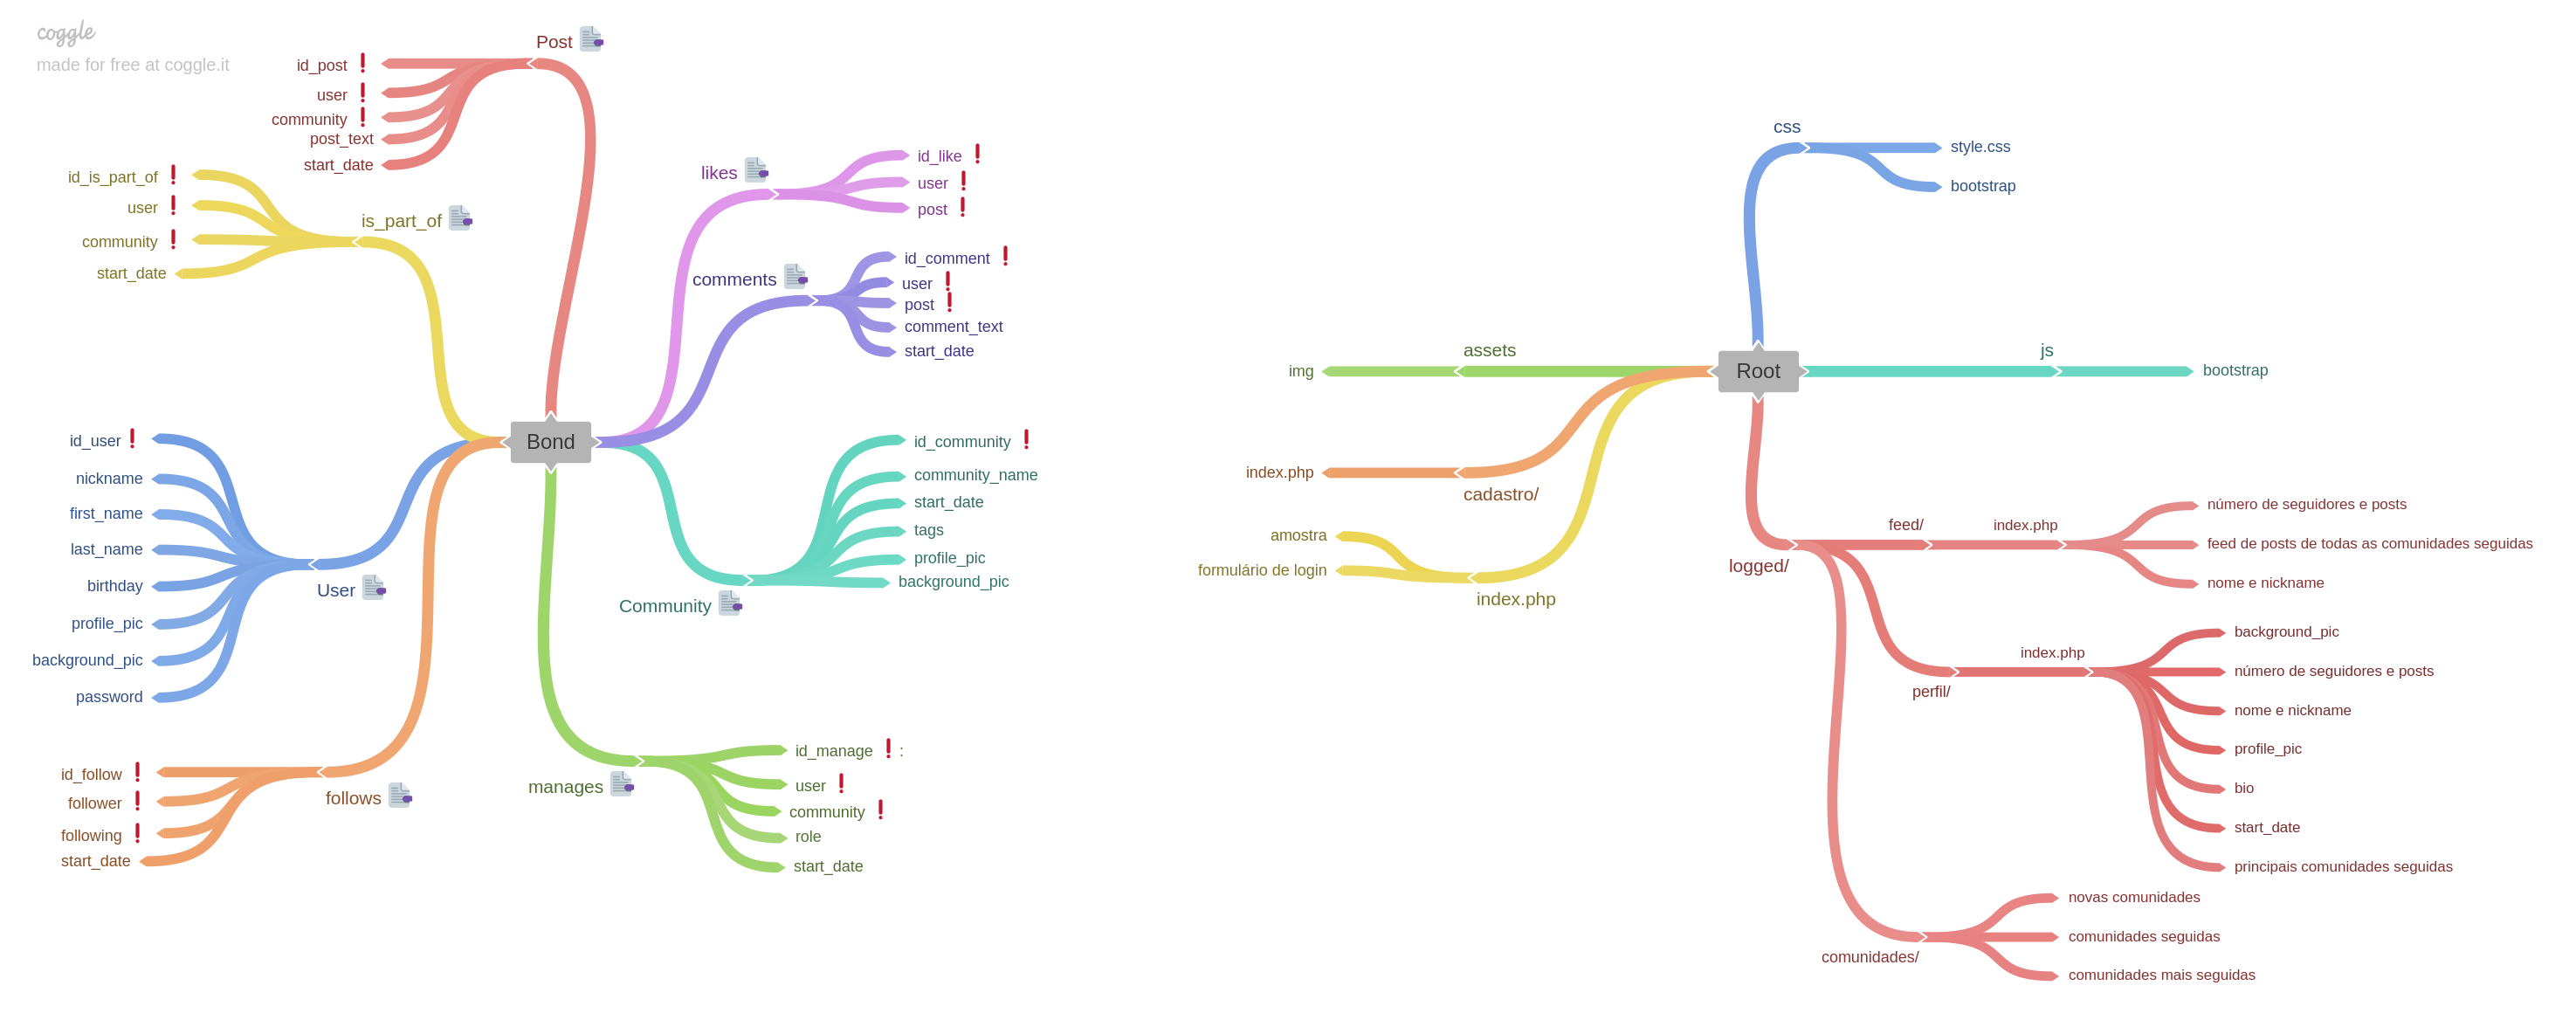 coggle
made for free at coggle.it
Post
id_post
user
community
post_text
start_date
is_part_of
id_is_part_of
user
community
start_date
likes
id_like
user
post
comments
id_comment
user
post
comment_text
start_date
Bond
User
id_user
nickname
first_name
last_name
birthday
profile_pic
background_pic
password
Community
id_community
community_name
start_date
tags
profile_pic
background_pic
follows
id_follow
follower
following
start_date
manages
id_manage ❗ :
user
community
role
start_date
Root
css
style.css
bootstrap
assets
img
js
bootstrap
cadastro/
index.php
index.php
amostra
formulário de login
logged/
feed/
index.php
número de seguidores e posts
feed de posts de todas as comunidades seguidas
nome e nickname
perfil/
index.php
background_pic
número de seguidores e posts
nome e nickname
profile_pic
bio
start_date
principais comunidades seguidas
comunidades/
novas comunidades
comunidades seguidas
comunidades mais seguidas